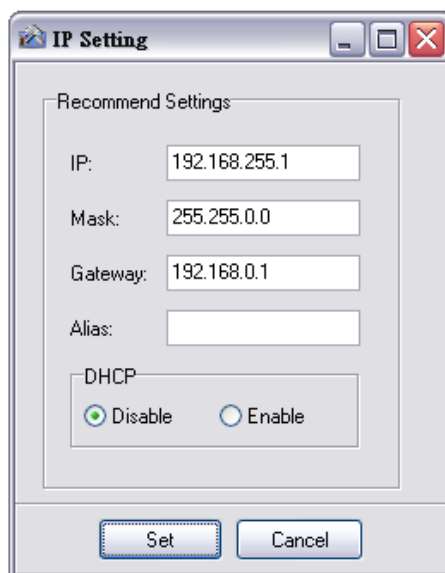 IP Setting
Recommend Settings
IP: 192.168.255.1
Mask: 255.255.0.0
Gateway: 192.168.0.1
Alias:
DHCP
Disable Enable
Set Cancel